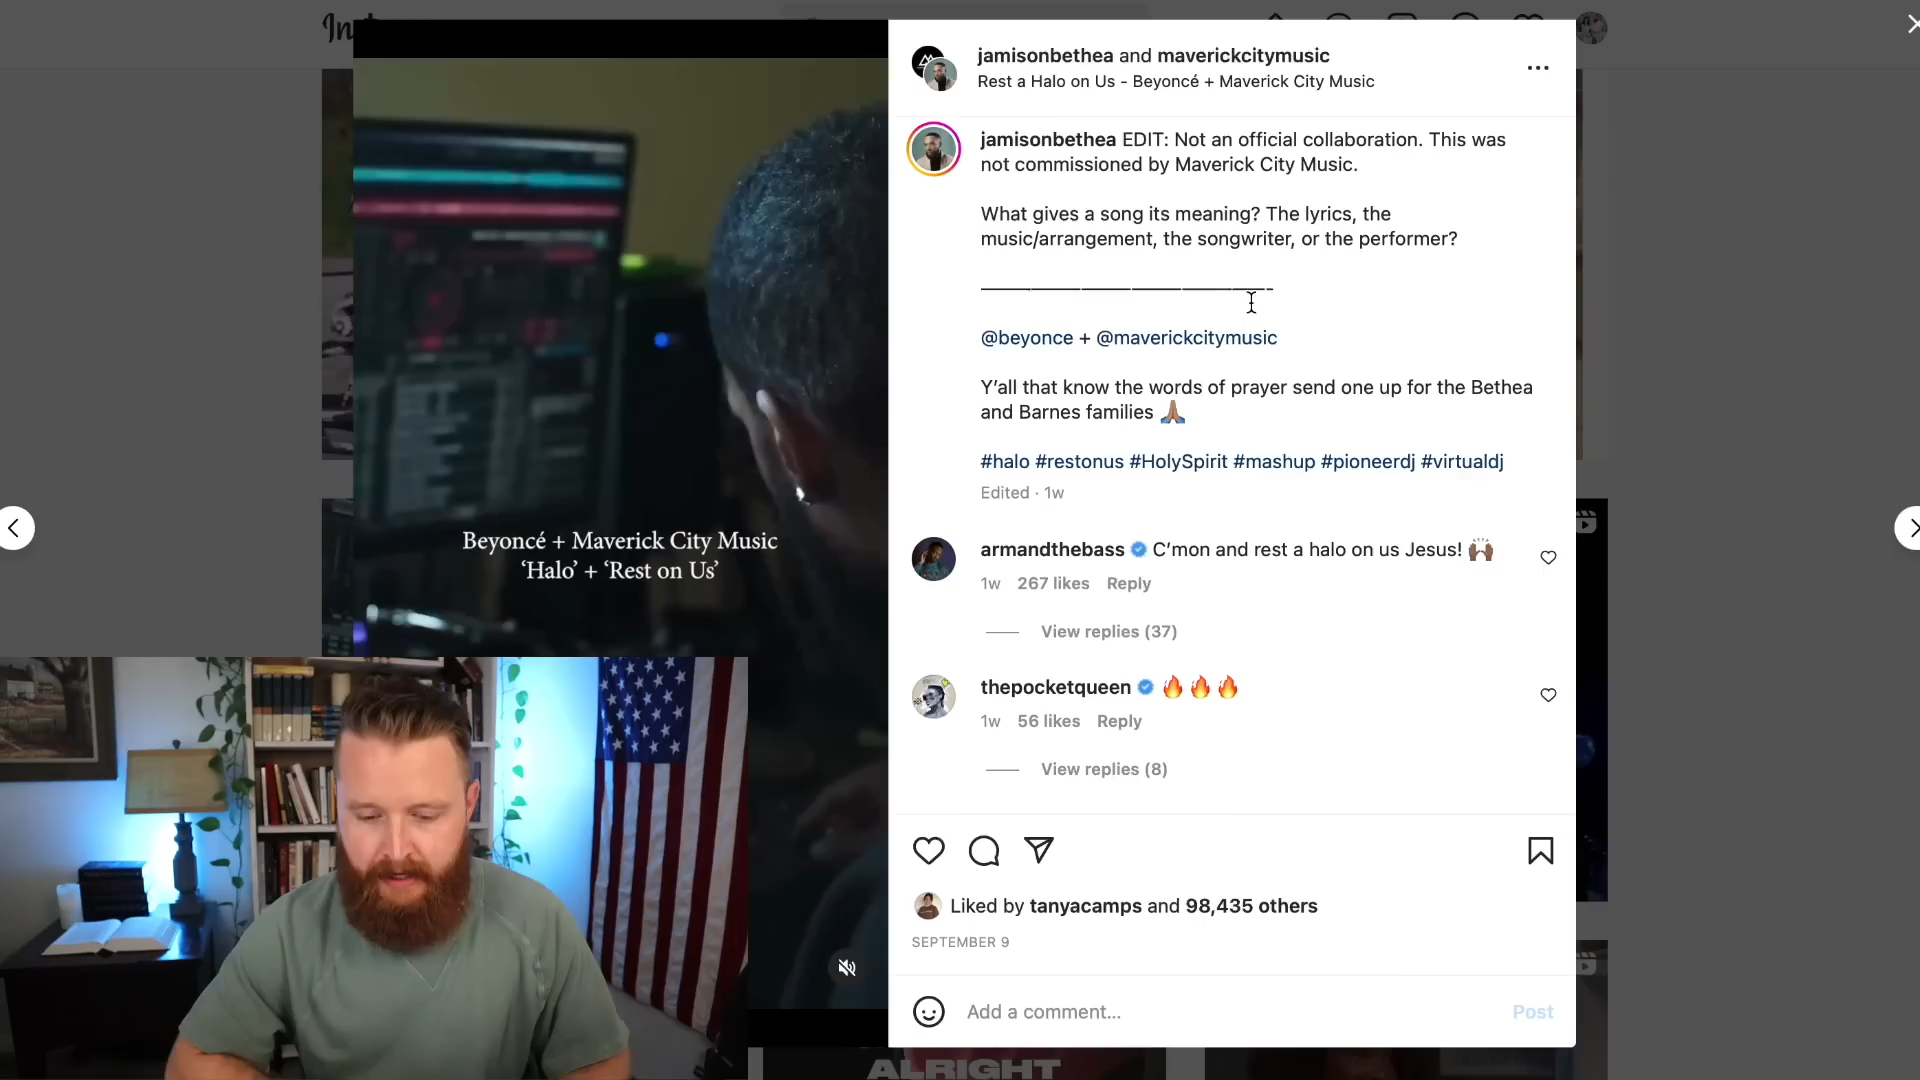 jamisonbethea and maverickcitymusic
Rest a Halo on Us - Beyoncé + Maverick City Music
jamisonbethea EDIT: Not an official collaboration. This was
not commissioned by Maverick City Music.
What gives a song its meaning? The lyrics, the
music/arrangement, the songwriter, or the performer?
@beyonce + @maverickcitymusic
Y'all that know the words of prayer send one up for the Bethea
and Barnes families 🙏🏽
#halo #restonus #HolySpirit #mashup #pioneerdj #virtualdj
Edited · 1w
armandthebass C'mon and rest a halo on us Jesus! 🙌🏾
1w 267 likes Reply
View replies (37)
thepocketqueen 🔥🔥🔥
1w 56 likes Reply
View replies (8)
Liked by tanyacamps and 98,435 others
SEPTEMBER 9
Add a comment...
Post
Beyoncé + Maverick City Music
'Halo' + 'Rest on Us'
ALRIGHT